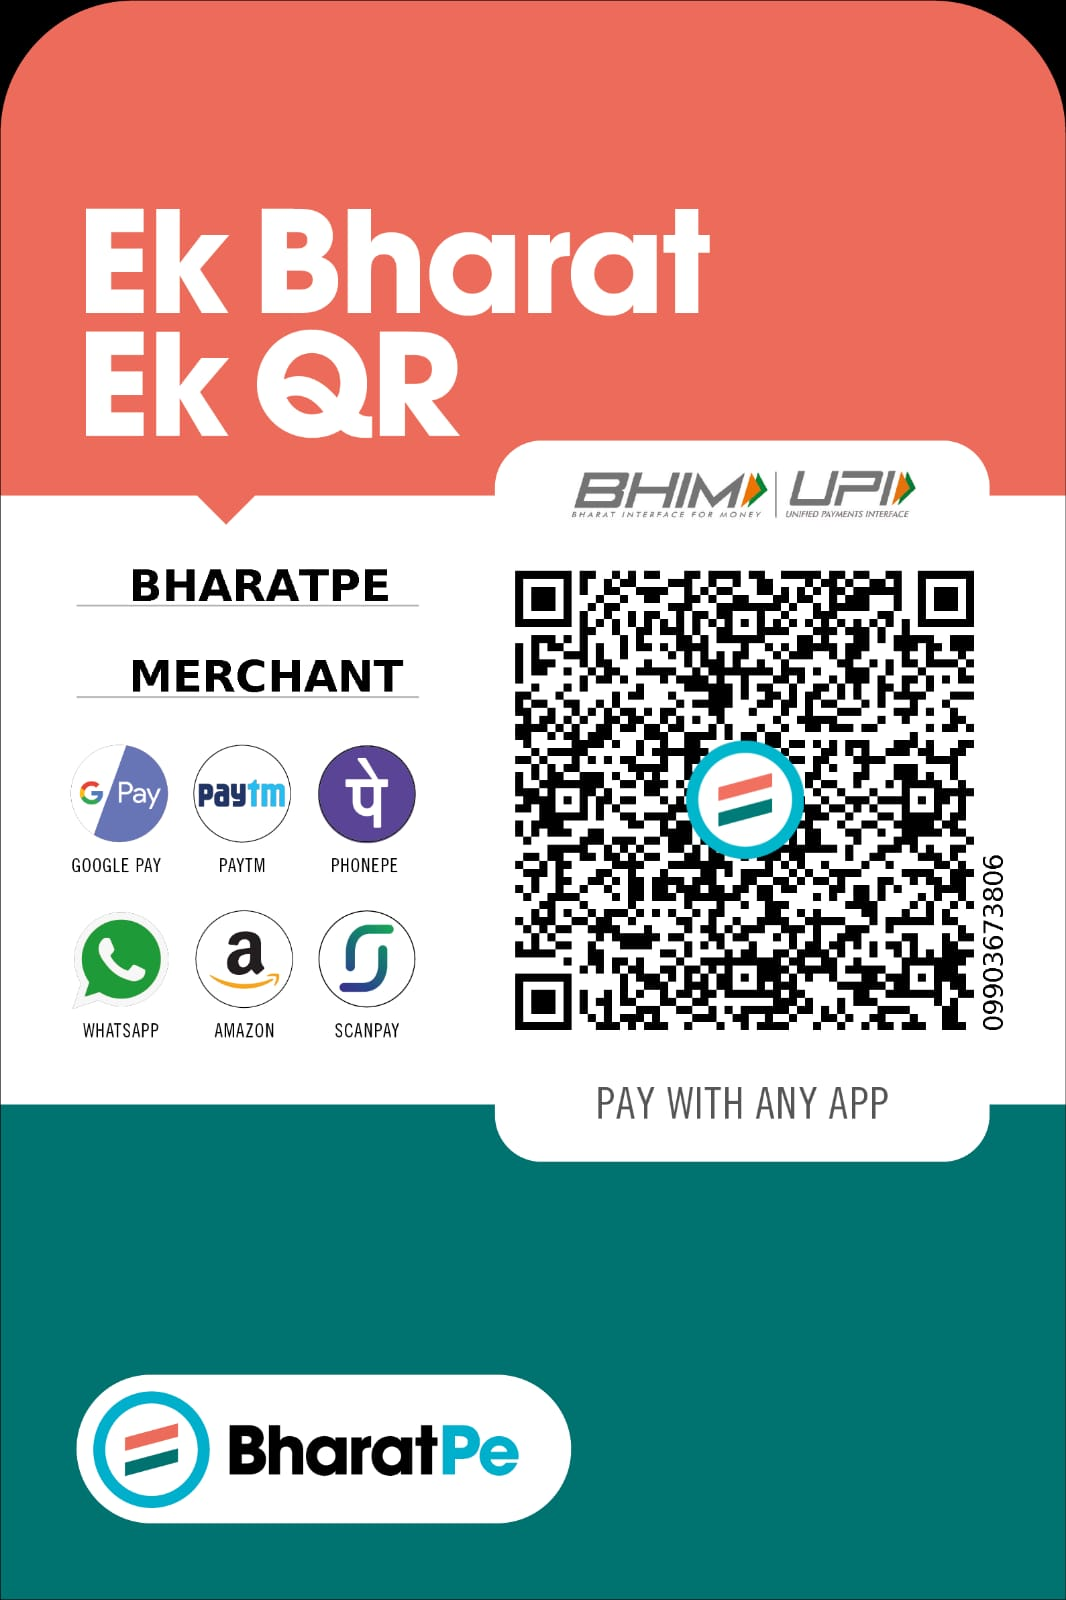 Ek Bharat
Ek QR
BHIM UPI
BHARAT INTERFACE FOR MONEY UNIFIED PAYMENTS INTERFACE
BHARATPE
MERCHANT
G Pay paytm पे
GOOGLE PAY PAYTM PHONEPE
a
WHATSAPP AMAZON SCANPAY
09903673806
PAY WITH ANY APP
BharatPe